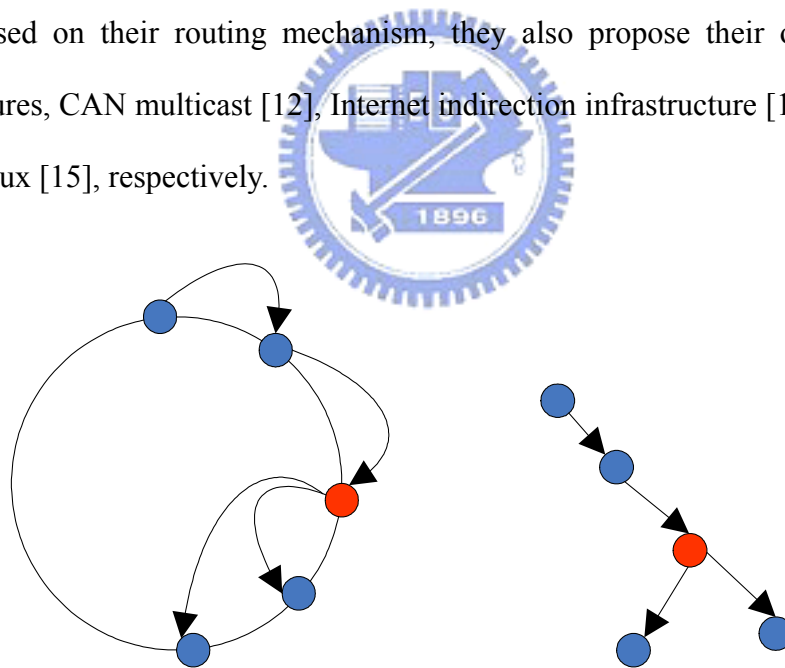 sed on their routing mechanism, they also propose their o
ures, CAN multicast [12], Internet indirection infrastructure [1
ux [15], respectively.
1896